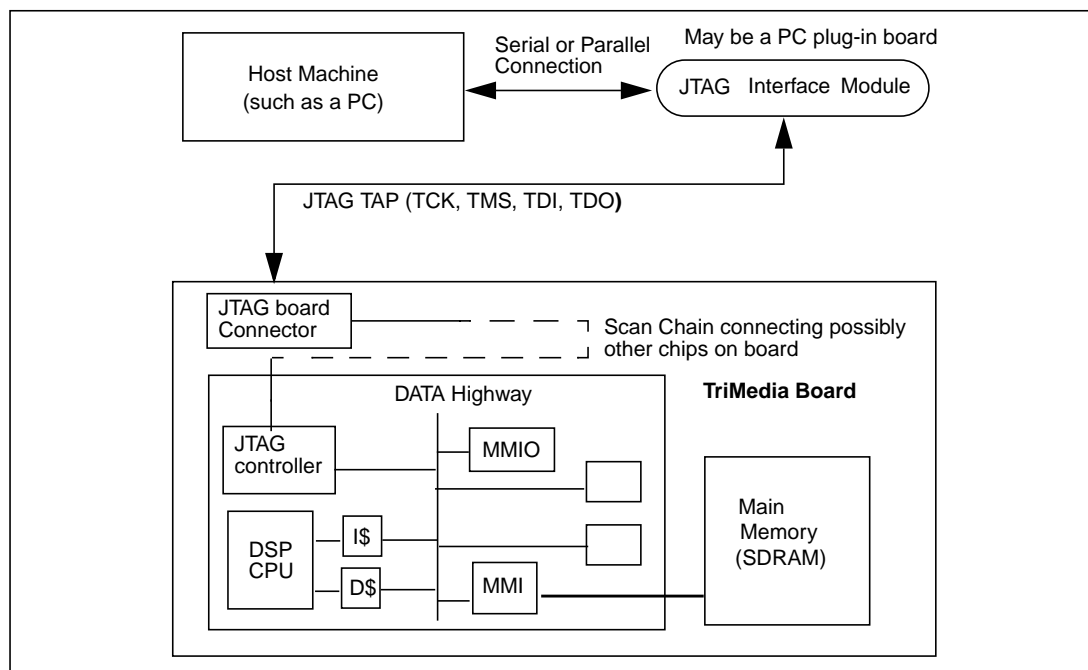 Serial or Parallel
Connection
May be a PC plug-in board
Host Machine
(such as a PC)
JTAG Interface Module
JTAG TAP (TCK, TMS, TDI, TDO)
JTAG board
Connector
Scan Chain connecting possibly
other chips on board
DATA Highway
TriMedia Board
JTAG
controller
MMIO
Main
Memory
(SDRAM)
DSP
CPU
I$
D$
MMI